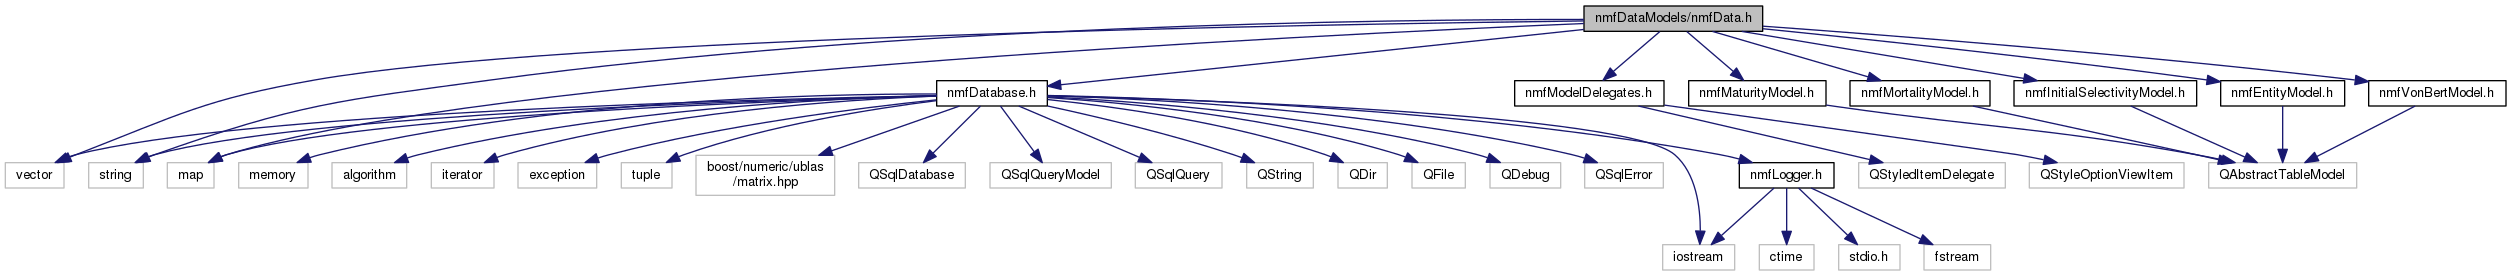 nmfDataModels/nmfData.h
nmfDatabase.h
nmfModelDelegates.h
nmfMaturityModel.h
nmfMortalityModel.h
nmfInitialSelectivityModel.h
nmfEntityModel.h
nmfVonBertModel.h
vector
string
map
memory
algorithm
iterator
exception
tuple
boost/numeric/ublas
/matrix.hpp
QSqlDatabase
QSqlQueryModel
QSqlQuery
QString
QDir
QFile
QDebug
QSqlError
nmfLogger.h
QStyledItemDelegate
QStyleOptionViewItem
QAbstractTableModel
iostream
ctime
stdio.h
fstream